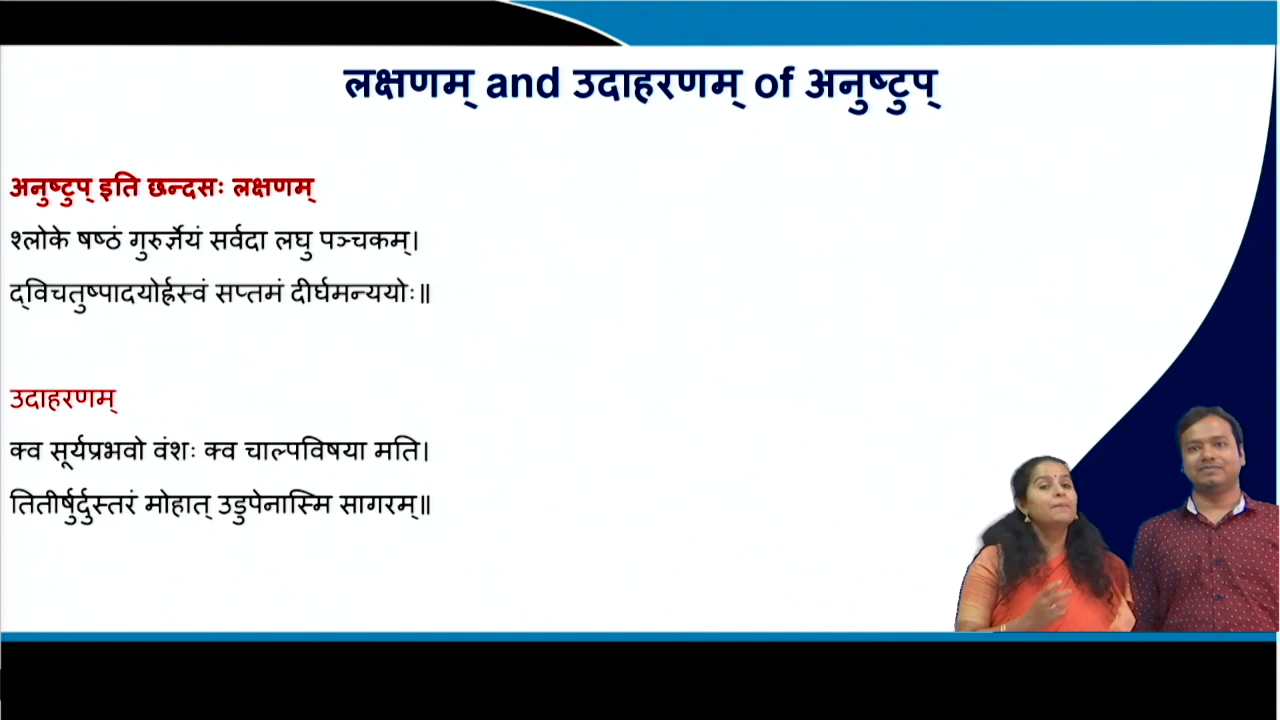 लक्षणम् and उदाहरणम् of अनुष्टुप्
अनुष्टुप् इति छन्दसः लक्षणम्
श्लोके षष्ठं गुरुर्ज्ञेयं सर्वदा लघु पञ्चकम्।
द्विचतुष्पादयोर्ह्रस्वं सप्तमं दीर्घमन्ययोः॥
उदाहरणम्
क्व सूर्यप्रभवो वंशः क्व चाल्पविषया मति।
तितीर्षुर्दुस्तरं मोहात् उडुपेनास्मि सागरम्॥